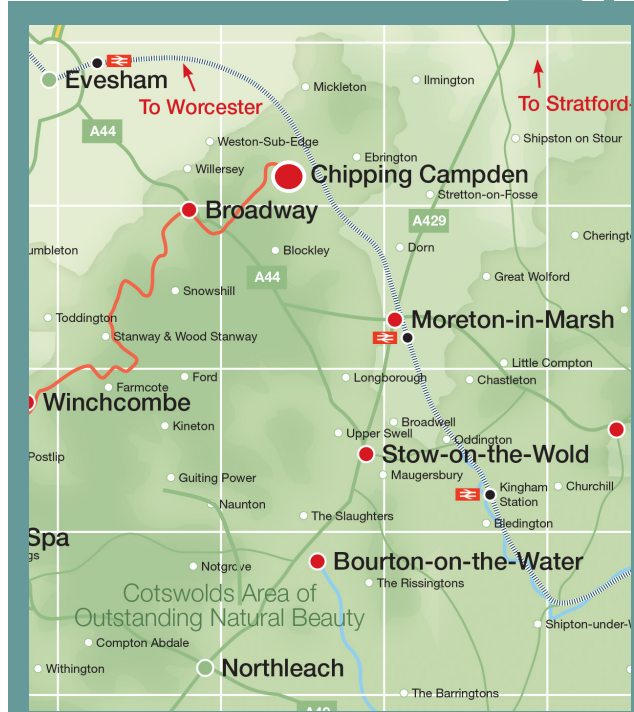 Evesham
To Worcester
Mickleton
Ilmington
To Stratford-
A44
Weston-Sub-Edge
Shipston on Stour
Ebrington
Willersey
Chipping Campden
Stretton-on-Fosse
Broadway
A429
Cheringt
umbleton
Blockley
Dorn
A44
Great Wolford
Snowshill
Toddington
Moreton-in-Marsh
Stanway & Wood Stanway
Little Compton
Ford
Longborough
Chastleton
Farmcote
Winchcombe
Broadwell
Kineton
Upper Swell
Oddington
Postlip
Stow-on-the-Wold
Maugersbury
Guiting Power
Kingham
Station
Churchill
Naunton
The Slaughters
Bledington
Spa
gs
Bourton-on-the-Water
Notgrove
The Rissingtons
Cotswolds Area of
Outstanding Natural Beauty
Shipton-under-W
Compton Abdale
Withington
Northleach
The Barringtons
A40